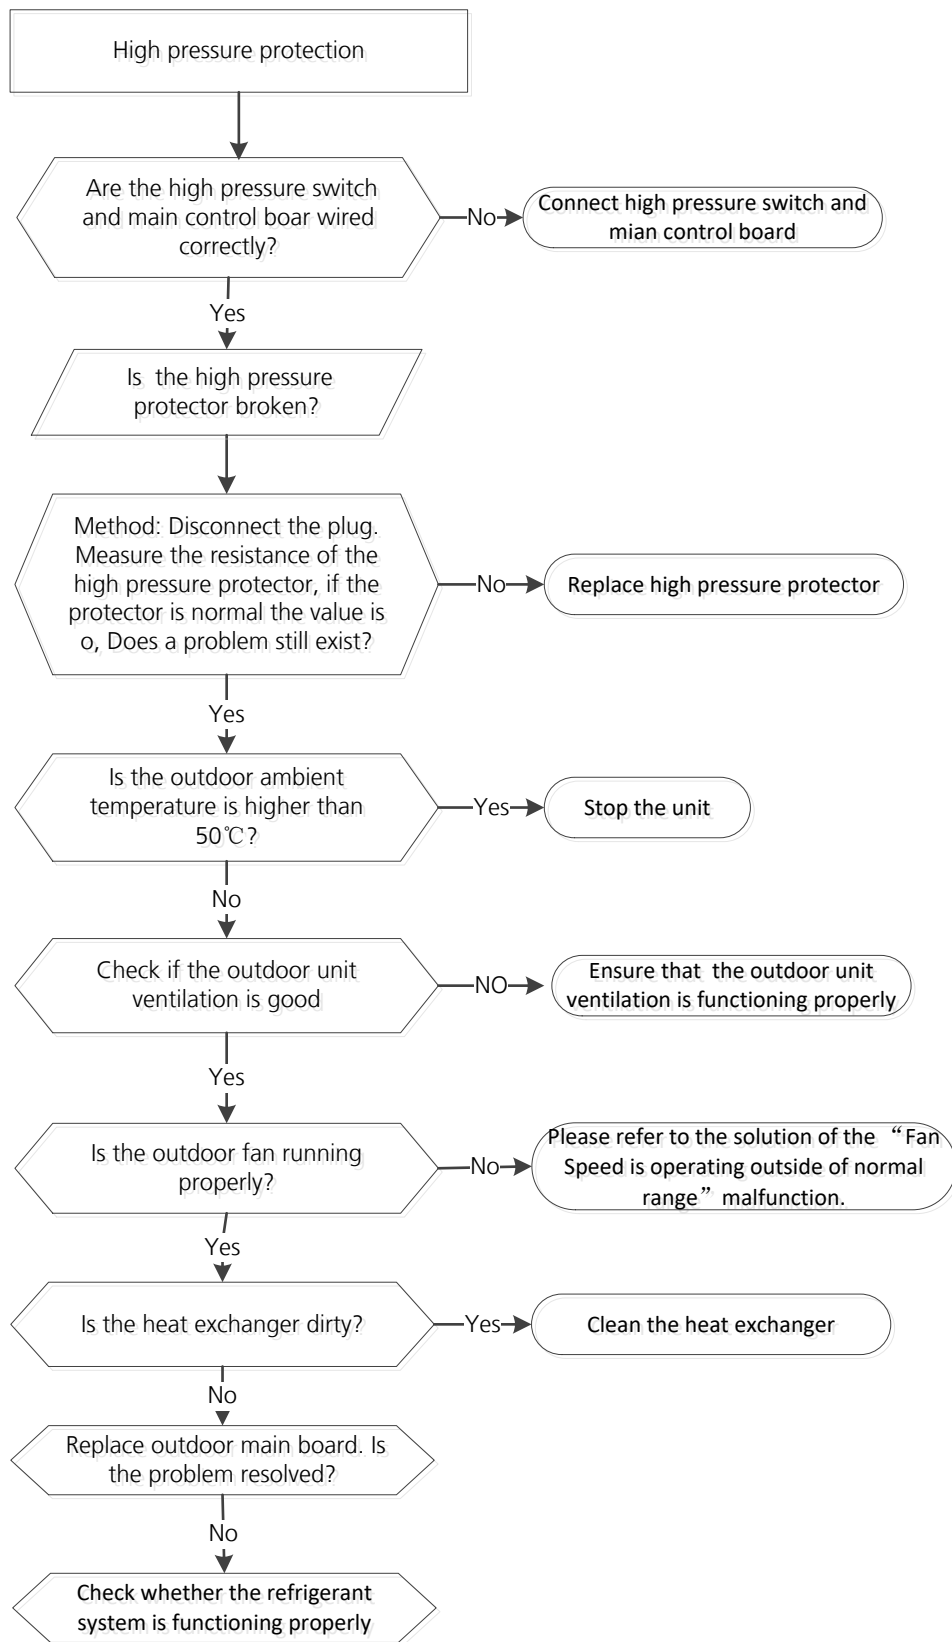 High pressure protection
Are the high pressure switch
and main control boar wired
correctly?
No
Connect high pressure switch and
mian control board
Yes
Is the high pressure
protector broken?
Method: Disconnect the plug.
Measure the resistance of the
high pressure protector, if the
protector is normal the value is
o, Does a problem still exist?
No
Replace high pressure protector
Yes
Is the outdoor ambient
temperature is higher than
50℃?
Yes
Stop the unit
No
Check if the outdoor unit
ventilation is good
NO
Ensure that the outdoor unit
ventilation is functioning properly
Yes
Is the outdoor fan running
properly?
No
Please refer to the solution of the “Fan
Speed is operating outside of normal
range” malfunction.
Yes
Is the heat exchanger dirty?
Yes
Clean the heat exchanger
No
Replace outdoor main board. Is
the problem resolved?
No
Check whether the refrigerant
system is functioning properly